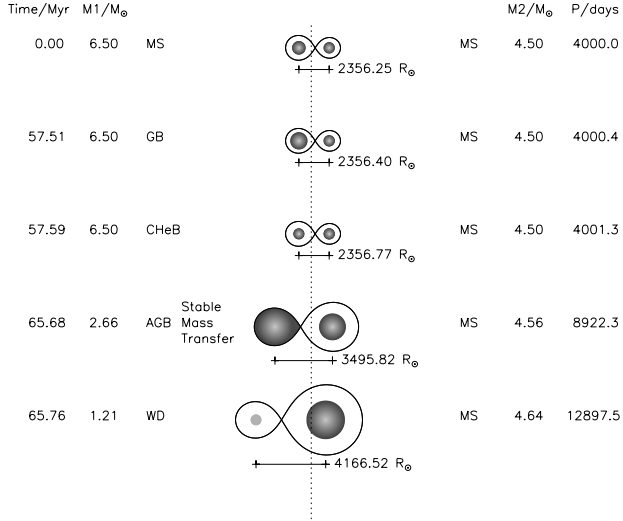 Time/Myr M1/M☉ M2/M☉ P/days
0.00 6.50 MS MS 4.50 4000.0
2356.25 R☉
57.51 6.50 GB MS 4.50 4000.4
2356.40 R☉
57.59 6.50 CHeB MS 4.50 4001.3
2356.77 R☉
Stable
65.68 2.66 AGB Mass MS 4.56 8922.3
Transfer
3495.82 R☉
65.76 1.21 WD MS 4.64 12897.5
4166.52 R☉